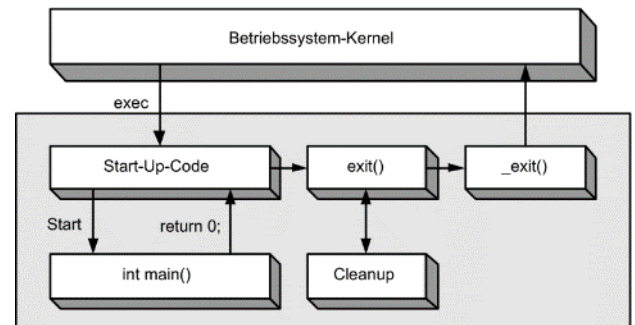 Betriebssystem-Kernel
exec
Start-Up-Code
exit()
_exit()
Start
return 0;
int main()
Cleanup